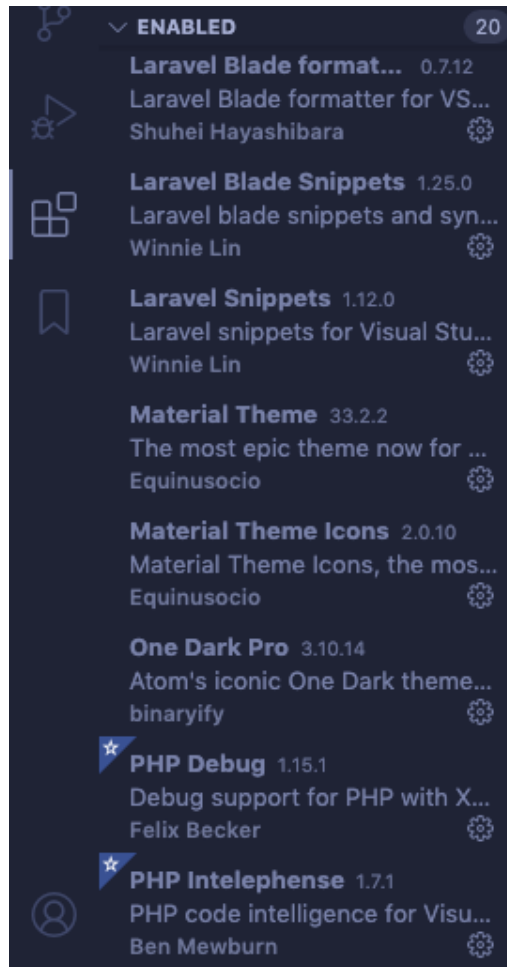 ENABLED 20
Laravel Blade format... 0.7.12
Laravel Blade formatter for VS...
Shuhei Hayashibara
Laravel Blade Snippets 1.25.0
Laravel blade snippets and syn...
Winnie Lin
Laravel Snippets 1.12.0
Laravel snippets for Visual Stu...
Winnie Lin
Material Theme 33.2.2
The most epic theme now for ...
Equinusocio
Material Theme Icons 2.0.10
Material Theme Icons, the mos...
Equinusocio
One Dark Pro 3.10.14
Atom's iconic One Dark theme...
binaryify
PHP Debug 1.15.1
Debug support for PHP with X...
Felix Becker
PHP Intelephense 1.7.1
PHP code intelligence for Visu...
Ben Mewburn